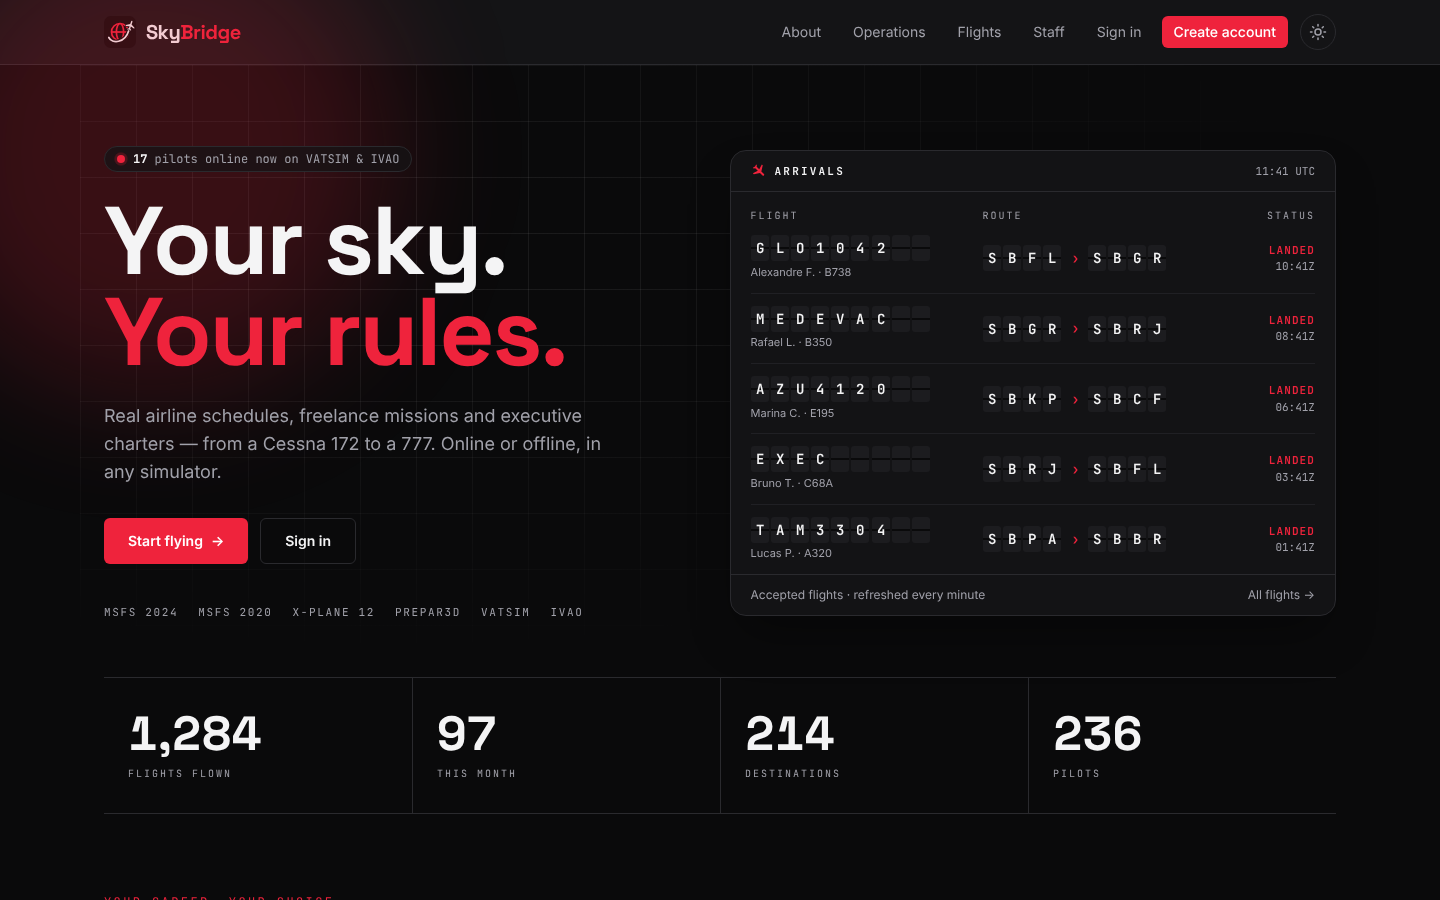 SkyBridge
About Operations Flights Staff Sign in Create account
17 pilots online now on VATSIM & IVAO
Your sky.
Your rules.
Real airline schedules, freelance missions and executive
charters — from a Cessna 172 to a 777. Online or offline, in
any simulator.
Start flying →
Sign in
MSFS 2024 MSFS 2020 X-PLANE 12 PREPAR3D VATSIM IVAO
ARRIVALS 11:41 UTC
FLIGHT ROUTE STATUS
GLO1042 SBFL › SBGR LANDED
Alexandre F. · B738 10:41Z
MEDEVAC SBGR › SBRJ LANDED
Rafael L. · B350 08:41Z
AZU4120 SBKP › SBCF LANDED
Marina C. · E195 06:41Z
EXEC SBRJ › SBFL LANDED
Bruno T. · C68A 03:41Z
TAM3304 SBPA › SBBR LANDED
Lucas P. · A320 01:41Z
Accepted flights · refreshed every minute All flights →
1,284 97 214 236
FLIGHTS FLOWN THIS MONTH DESTINATIONS PILOTS